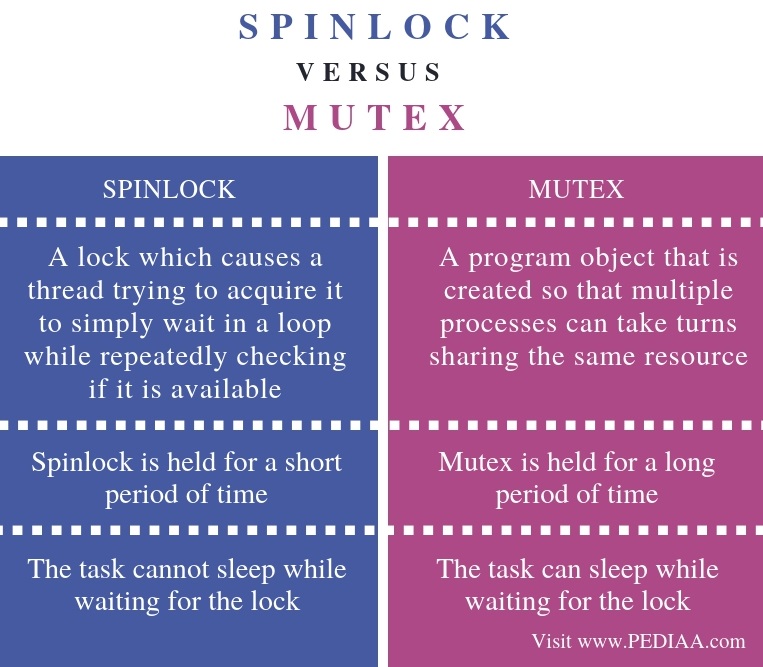 SPINLOCK
VERSUS
MUTEX
SPINLOCK
A lock which causes a
thread trying to acquire it
to simply wait in a loop
while repeatedly checking
if it is available
Spinlock is held for a short
period of time
The task cannot sleep while
waiting for the lock
MUTEX
A program object that is
created so that multiple
processes can take turns
sharing the same resource
Mutex is held for a long
period of time
The task can sleep while
waiting for the lock
Visit www.PEDIAA.com